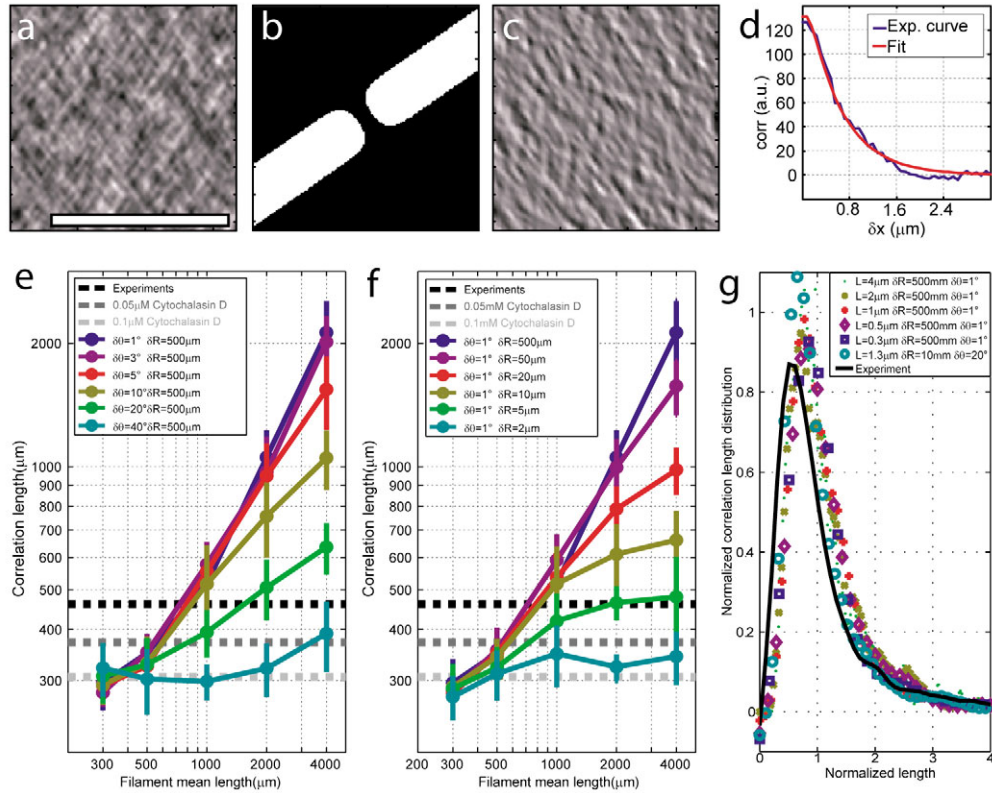 a
b
c
d
Exp. curve
Fit
120
100
80
60
40
20
0
corr (a.u.)
0.8 1.6 2.4
δx (μm)
e
Experiments
0.05μM Cytochalasin D
0.1μM Cytochalasin D
δθ=1° δR=500μm
δθ=3° δR=500μm
δθ=5° δR=500μm
δθ=10°δR=500μm
δθ=20°δR=500μm
δθ=40°δR=500μm
2000
1000
900
800
700
600
500
400
300
Correlation length(μm)
300 500 1000 2000 4000
Filament mean length(μm)
f
Experiments
0.05mM Cytochalasin D
0.1mM Cytochalasin D
δθ=1° δR=500μm
δθ=1° δR=50μm
δθ=1° δR=20μm
δθ=1° δR=10μm
δθ=1° δR=5μm
δθ=1° δR=2μm
2000
1000
900
800
700
600
500
400
300
Correlation length(μm)
200 300 500 1000 2000 4000
Filament mean length(μm)
g
L=4μm δR=500mm δθ=1°
L=2μm δR=500mm δθ=1°
L=1μm δR=500mm δθ=1°
L=0.5μm δR=500mm δθ=1°
L=0.3μm δR=500mm δθ=1°
L=1.3μm δR=10mm δθ=20°
Experiment
1
0.8
0.6
0.4
0.2
0
Normalized correlation length distribution
0 1 2 3 4
Normalized length